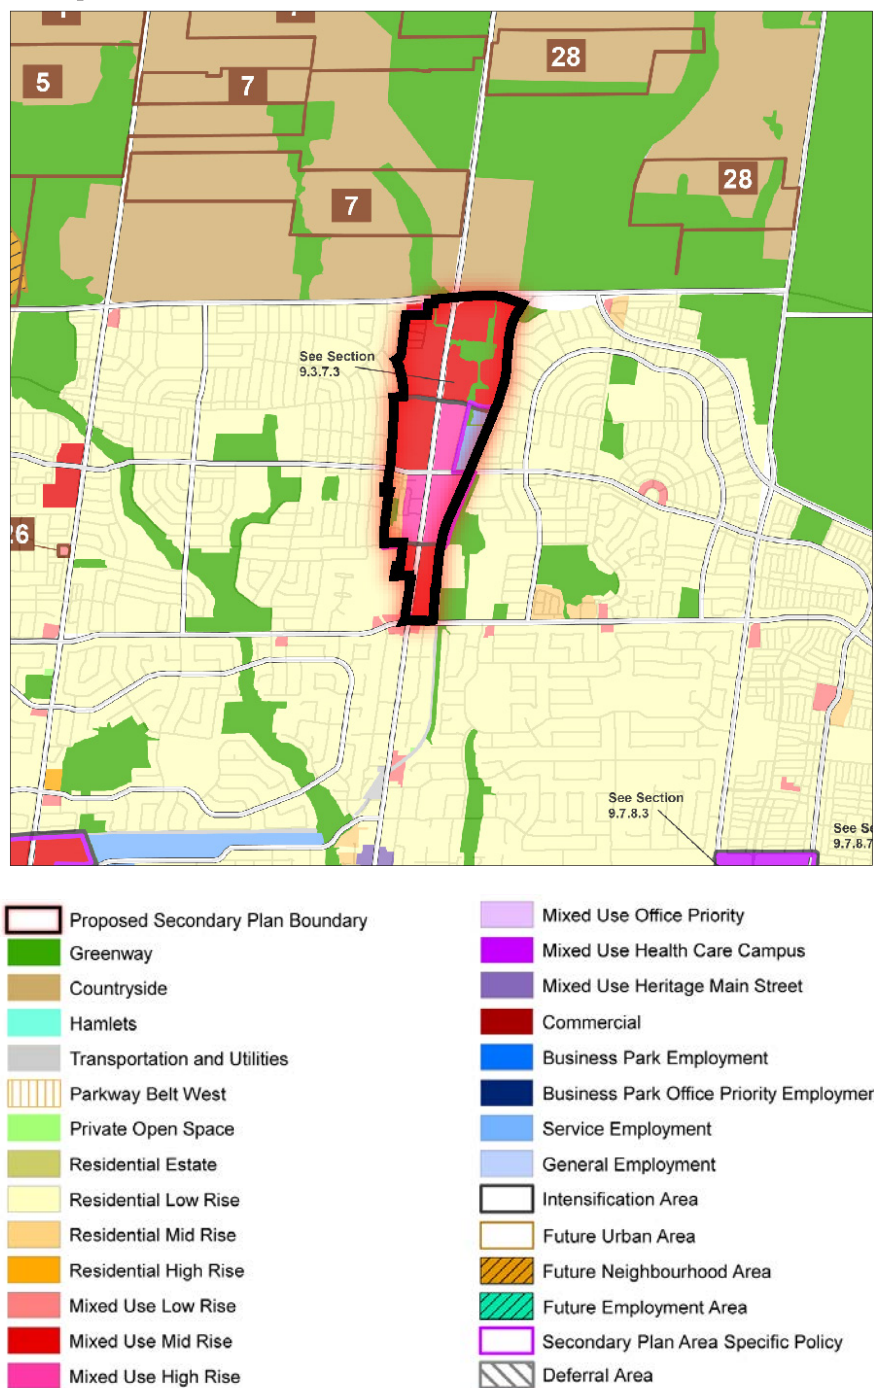 5
7
28
7
28
See Section
9.3.7.3
26
See Section
9.7.8.3
9.7.8.7
Proposed Secondary Plan Boundary
Greenway
Countryside
Hamlets
Transportation and Utilities
Parkway Belt West
Private Open Space
Residential Estate
Residential Low Rise
Residential Mid Rise
Residential High Rise
Mixed Use Low Rise
Mixed Use Mid Rise
Mixed Use High Rise
Mixed Use Office Priority
Mixed Use Health Care Campus
Mixed Use Heritage Main Street
Commercial
Business Park Employment
Business Park Office Priority Employmen
Service Employment
General Employment
Intensification Area
Future Urban Area
Future Neighbourhood Area
Future Employment Area
Secondary Plan Area Specific Policy
Deferral Area